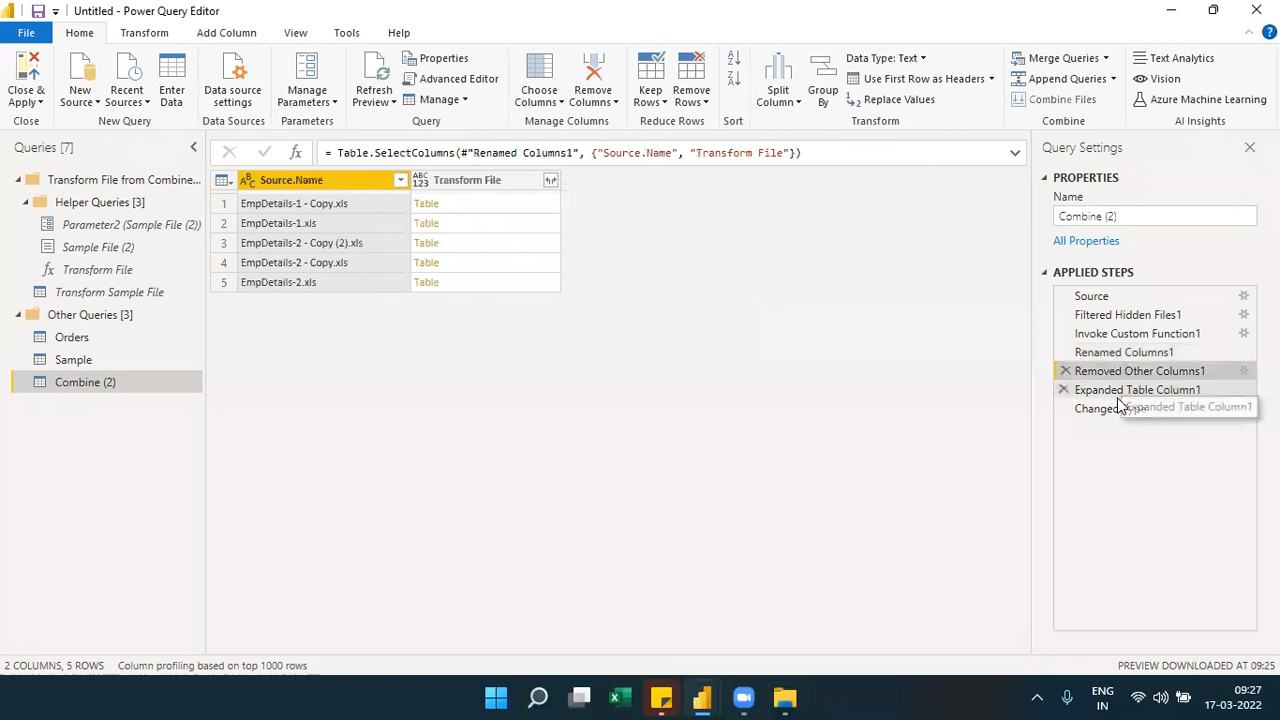 Untitled - Power Query Editor
File Home Transform Add Column View Tools Help
Close & Apply
New Source
Recent Sources
Enter Data
Data source settings
Manage Parameters
Refresh Preview
Properties
Advanced Editor
Manage
Choose Columns
Remove Columns
Keep Rows
Remove Rows
Split Column
Group By
Data Type: Text
Use First Row as Headers
Replace Values
Merge Queries
Append Queries
Combine Files
Text Analytics
Vision
Azure Machine Learning
Close New Query Data Sources Parameters Query Manage Columns Reduce Rows Sort Transform Combine AI Insights
Queries [7]
Transform File from Combine...
Helper Queries [3]
Parameter2 (Sample File (2))
Sample File (2)
fx Transform File
Transform Sample File
Other Queries [3]
Orders
Sample
Combine (2)
fx = Table.SelectColumns(#"Renamed Columns1", {"Source.Name", "Transform File"})
ABC Source.Name ABC 123 Transform File
1 EmpDetails-1 - Copy.xls Table
2 EmpDetails-1.xls Table
3 EmpDetails-2 - Copy (2).xls Table
4 EmpDetails-2 - Copy.xls Table
5 EmpDetails-2.xls Table
Query Settings
PROPERTIES
Name
Combine (2)
All Properties
APPLIED STEPS
Source
Filtered Hidden Files1
Invoke Custom Function1
Renamed Columns1
Removed Other Columns1
Expanded Table Column1
Expanded Table Column1
2 COLUMNS, 5 ROWS Column profiling based on top 1000 rows PREVIEW DOWNLOADED AT 09:25
ENG
IN
09:27
17-03-2022